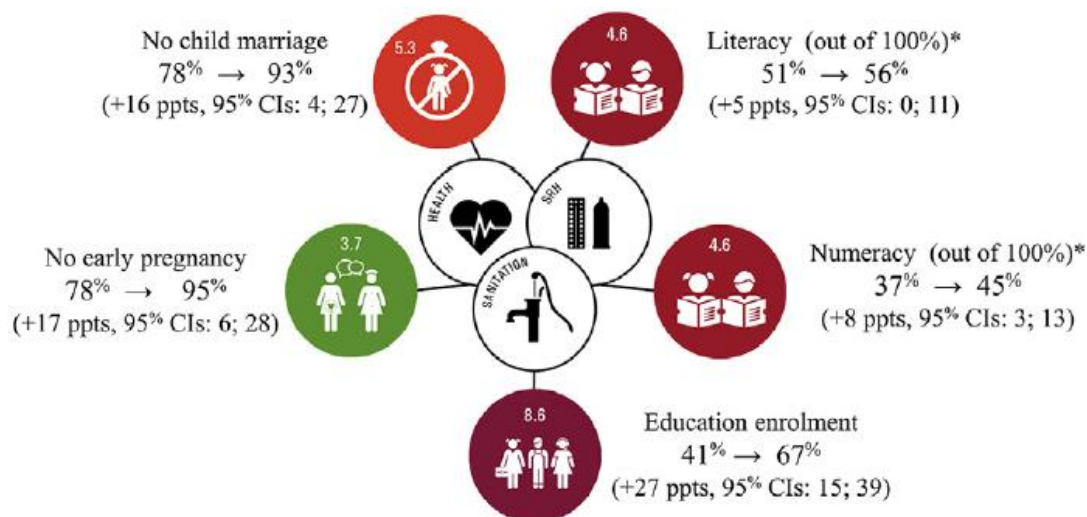 No child marriage
78% → 93%
(+16 ppts, 95% CIs: 4; 27)
5.3
4.6
Literacy (out of 100%)*
51% → 56%
(+5 ppts, 95% CIs: 0; 11)
HEALTH
SRH
SANITATION
No early pregnancy
78% → 95%
(+17 ppts, 95% CIs: 6; 28)
3.7
4.6
Numeracy (out of 100%)*
37% → 45%
(+8 ppts, 95% CIs: 3; 13)
8.6
Education enrolment
41% → 67%
(+27 ppts, 95% CIs: 15; 39)